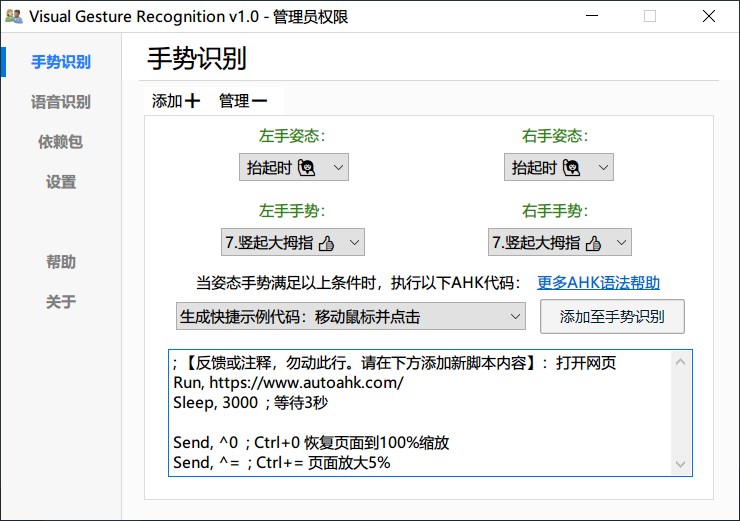 Visual Gesture Recognition v1.0 - 管理员权限
手势识别
语音识别
依赖包
设置
帮助
关于
手势识别
添加+ 管理—
左手姿态: 右手姿态:
抬起时 抬起时
左手手势: 右手手势:
7.竖起大拇指 7.竖起大拇指
当姿态手势满足以上条件时，执行以下AHK代码： 更多AHK语法帮助
生成快捷示例代码：移动鼠标并点击 添加至手势识别
; 【反馈或注释，勿动此行。请在下方添加新脚本内容】：打开网页
Run, https://www.autoahk.com/
Sleep, 3000 ; 等待3秒
Send, ^0 ; Ctrl+0 恢复页面到100%缩放
Send, ^= ; Ctrl+= 页面放大5%